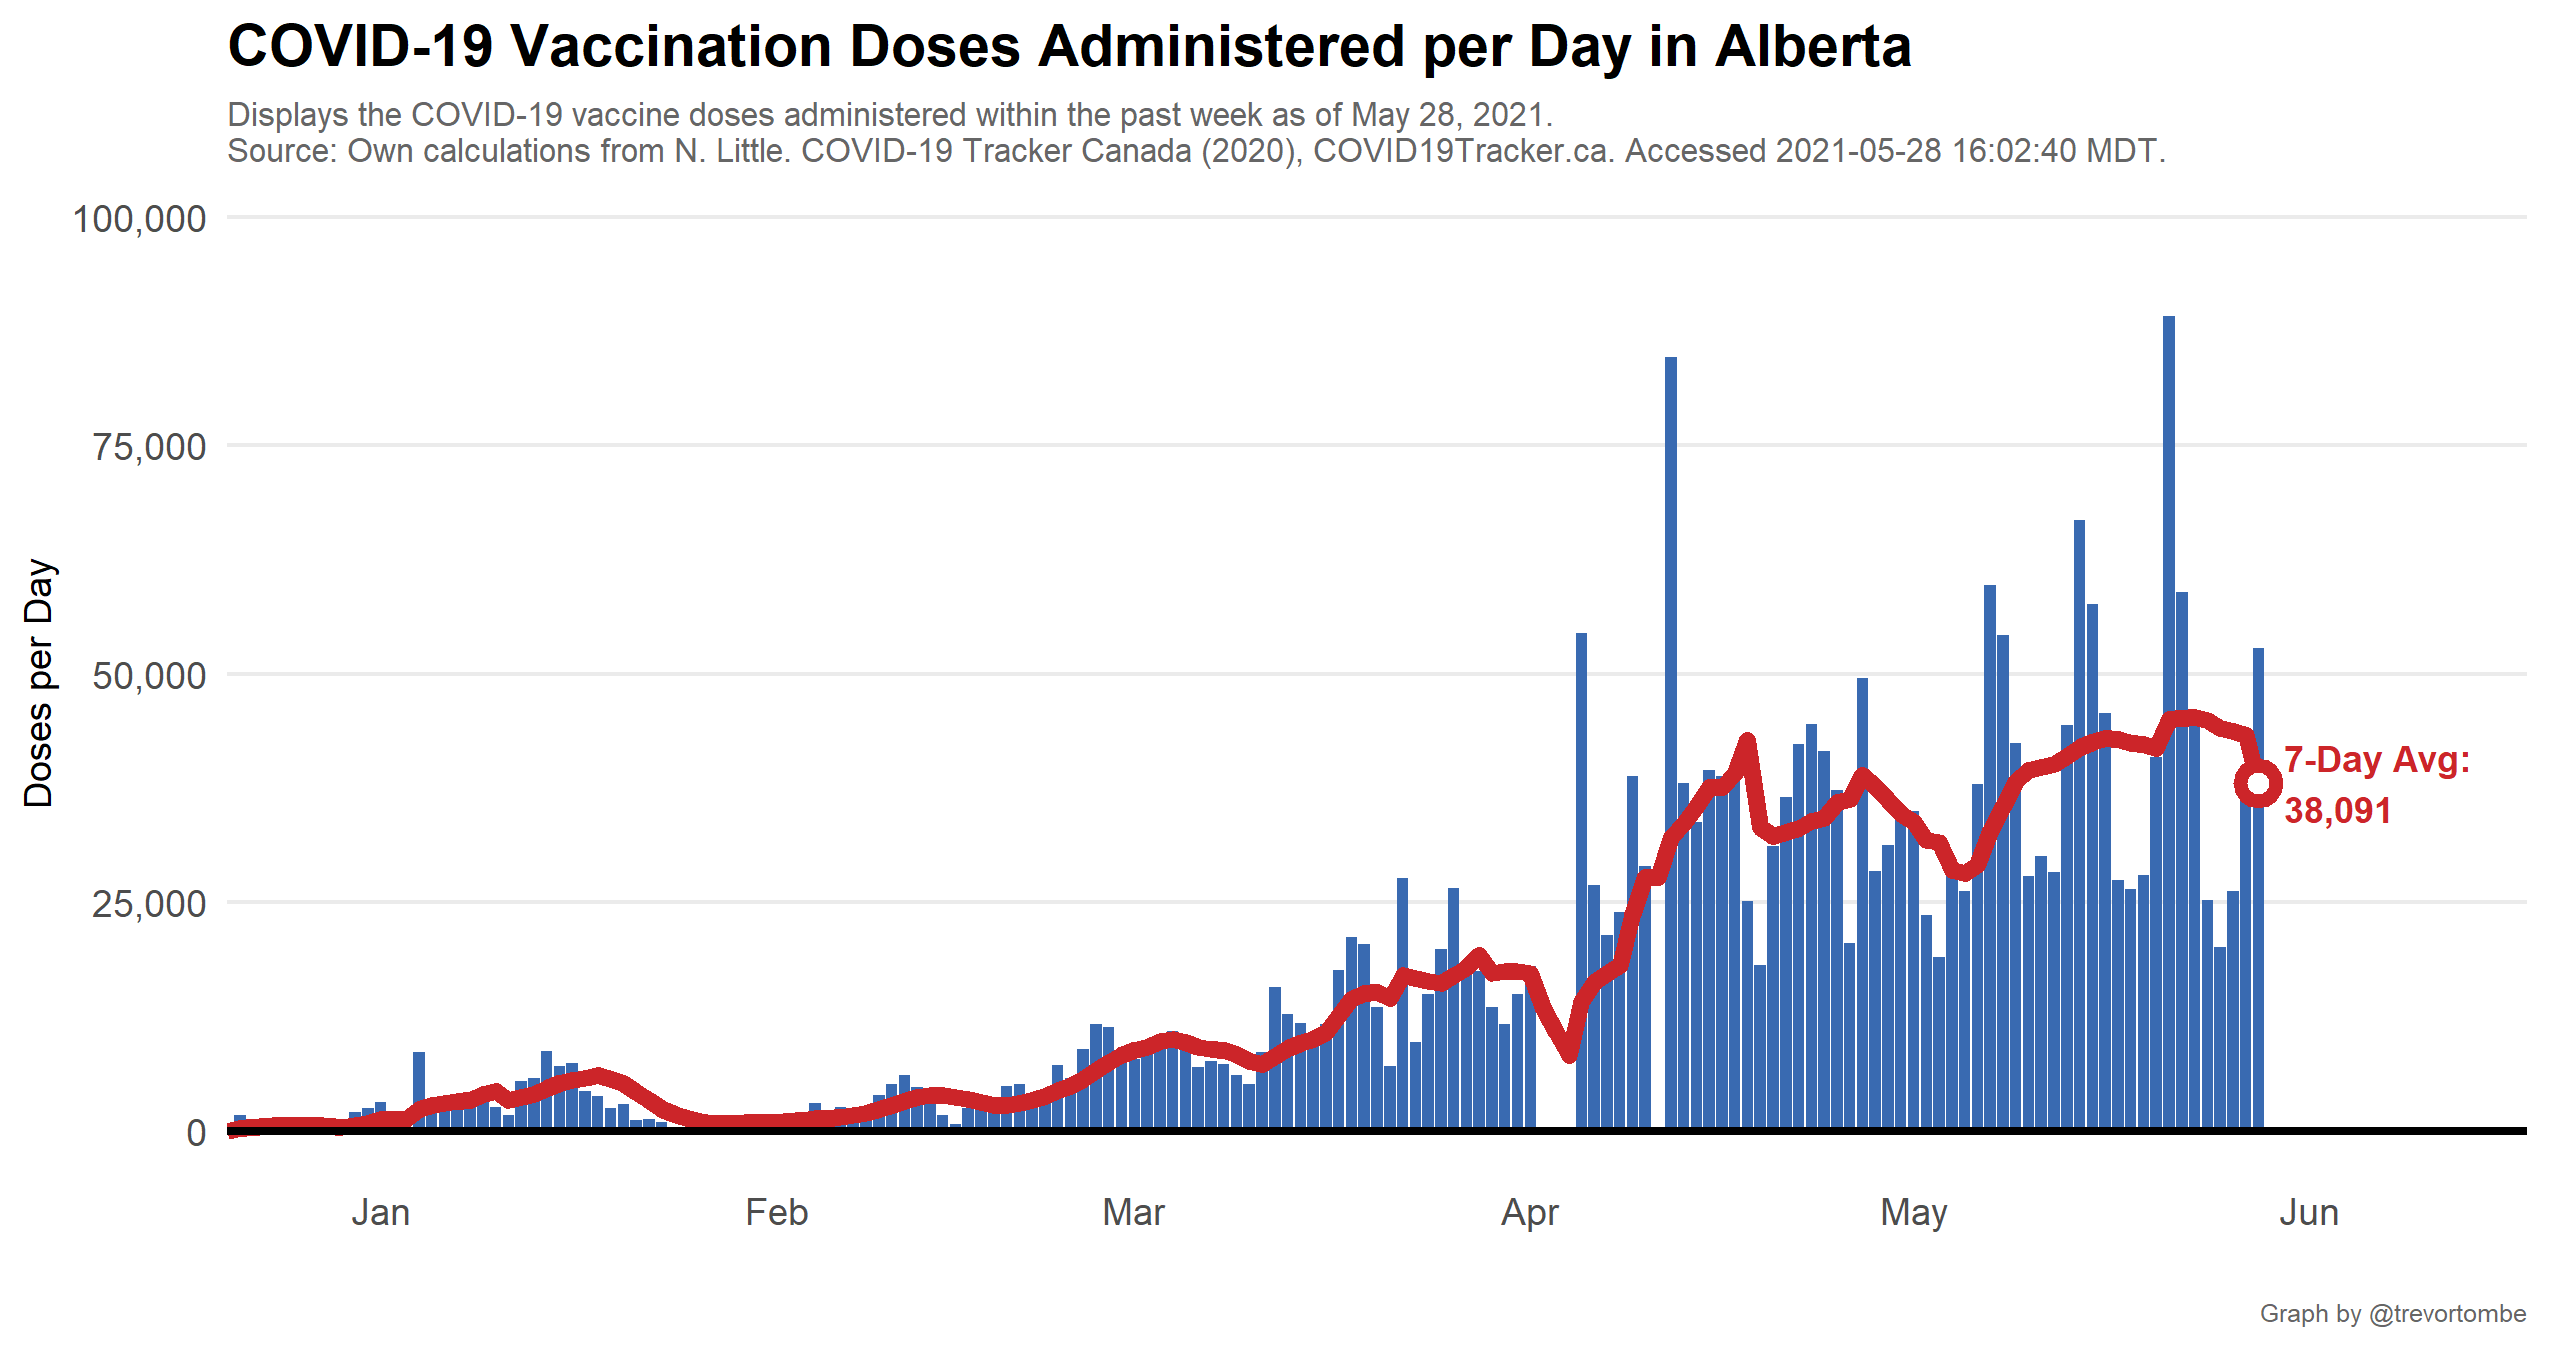 COVID-19 Vaccination Doses Administered per Day in Alberta
Displays the COVID-19 vaccine doses administered within the past week as of May 28, 2021.
Source: Own calculations from N. Little. COVID-19 Tracker Canada (2020), COVID19Tracker.ca. Accessed 2021-05-28 16:02:40 MDT.
100,000
75,000
50,000
25,000
0
Doses per Day
7-Day Avg:
38,091
Jan
Feb
Mar
Apr
May
Jun
Graph by @trevortombe